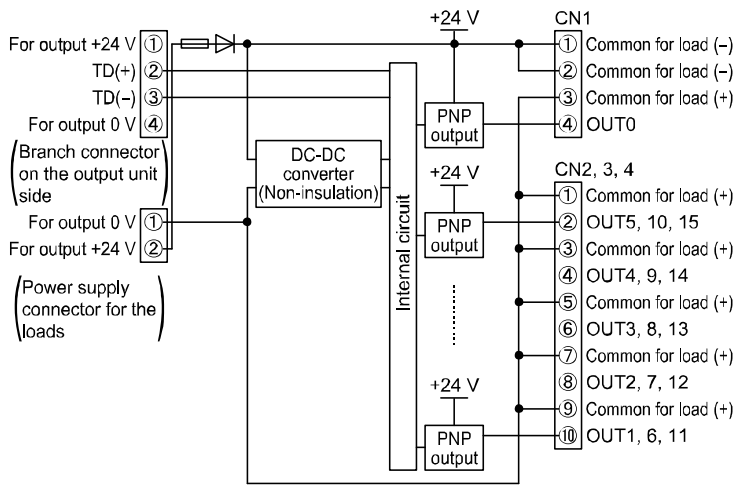 +24 V
CN1
For output +24 V ①
TD(+) ②
TD(−) ③
For output 0 V ④
(Branch connector
on the output unit
side)
For output 0 V ①
For output +24 V ②
(Power supply
connector for the
loads)
DC-DC
converter
(Non-insulation)
Internal circuit
PNP
output
+24 V
PNP
output
+24 V
PNP
output
① Common for load (−)
② Common for load (−)
③ Common for load (+)
④ OUT0
CN2, 3, 4
① Common for load (+)
② OUT5, 10, 15
③ Common for load (+)
④ OUT4, 9, 14
⑤ Common for load (+)
⑥ OUT3, 8, 13
⑦ Common for load (+)
⑧ OUT2, 7, 12
⑨ Common for load (+)
⑩ OUT1, 6, 11